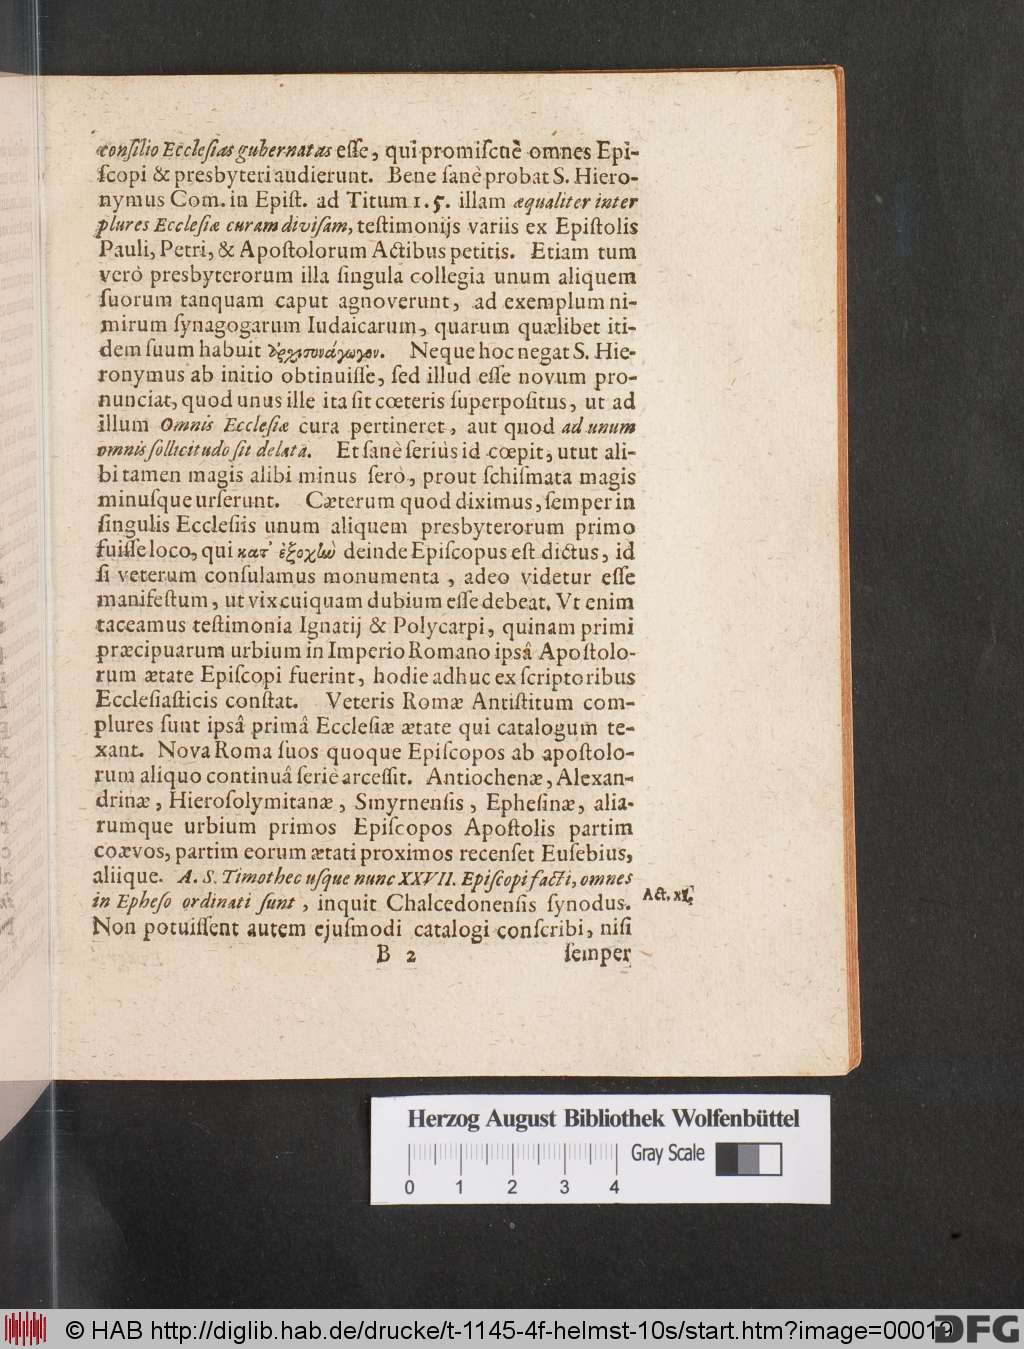 conſilio Eccleſias gubernatas eſſe, qui promiſcuè omnes Epi-
ſcopi & presbyteri audierunt. Bene ſanè probat S. Hiero-
nymus Com. in Epiſt. ad Titum 1. 5. illam æqualiter inter
plures Eccleſiæ curam diviſam, teſtimonijs variis ex Epiſtolis
Pauli, Petri, & Apoſtolorum Actibus petitis. Etiam tum
verò presbyterorum illa ſingula collegia unum aliquem
ſuorum tanquam caput agnoverunt, ad exemplum ni-
mirum ſynagogarum Iudaicarum, quarum quælibet iti-
dem ſuum habuit ἀρχισυνάγωγον. Neque hoc negat S. Hie-
ronymus ab initio obtinuiſſe, ſed illud eſſe novum pro-
nunciat, quod unus ille ita ſit cœteris ſuperpoſitus, ut ad
illum Omnis Eccleſiæ cura pertineret, aut quod ad unum
omnis ſollicitudo ſit delata. Et ſanè ſeriùs id cœpit, utut ali-
bi tamen magis alibi minus ſerò, prout ſchiſmata magis
minuſque urſerunt. Cæterum quod diximus, ſemper in
ſingulis Eccleſiis unum aliquem presbyterorum primo
fuiſſe loco, qui κατ' ἐξοχὴν deinde Epiſcopus eſt dictus, id
ſi veterum conſulamus monumenta, adeo videtur eſſe
manifeſtum, ut vix cuiquam dubium eſſe debeat. Vt enim
taceamus teſtimonia Ignatij & Polycarpi, quinam primi
præcipuarum urbium in Imperio Romano ipsâ Apoſtolo-
rum ætate Epiſcopi fuerint, hodie adhuc ex ſcriptoribus
Eccleſiaſticis conſtat. Veteris Romæ Antiſtitum com-
plures ſunt ipsâ primâ Eccleſiæ ætate qui catalogum te-
xant. Nova Roma ſuos quoque Epiſcopos ab apoſtolo-
rum aliquo continuâ ſeriè arceſſit. Antiochenæ, Alexan-
drinæ, Hieroſolymitanæ, Smyrnenſis, Epheſinæ, alia-
rumque urbium primos Epiſcopos Apoſtolis partim
coævos, partim eorum ætati proximos recenſet Euſebius,
aliique. A. S. Timotheo uſque nunc XXVII. Epiſcopi facti, omnes
in Epheſo ordinati ſunt, inquit Chalcedonenſis ſynodus. Act. xI.
Non potuiſſent autem ejuſmodi catalogi conſcribi, niſi
B 2 ſemper
Herzog August Bibliothek Wolfenbüttel
Gray Scale
0 1 2 3 4
© HAB http://diglib.hab.de/drucke/t-1145-4f-helmst-10s/start.htm?image=00019
DFG